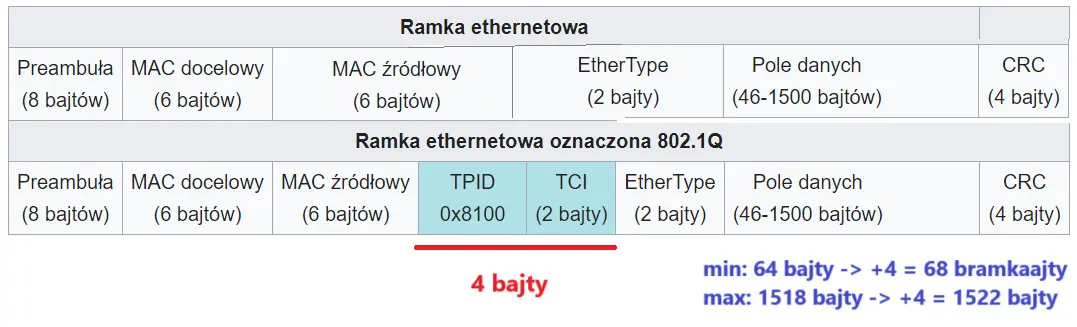 Ramka ethernetowa
Preambuła MAC docelowy MAC źródłowy EtherType Pole danych CRC
(8 bajtów) (6 bajtów) (6 bajtów) (2 bajty) (46-1500 bajtów) (4 bajty)
Ramka ethernetowa oznaczona 802.1Q
Preambuła MAC docelowy MAC źródłowy TPID TCI EtherType Pole danych CRC
(8 bajtów) (6 bajtów) (6 bajtów) 0x8100 (2 bajty) (2 bajty) (46-1500 bajtów) (4 bajty)
4 bajty
min: 64 bajty -> +4 = 68 bramkaajty
max: 1518 bajty -> +4 = 1522 bajty